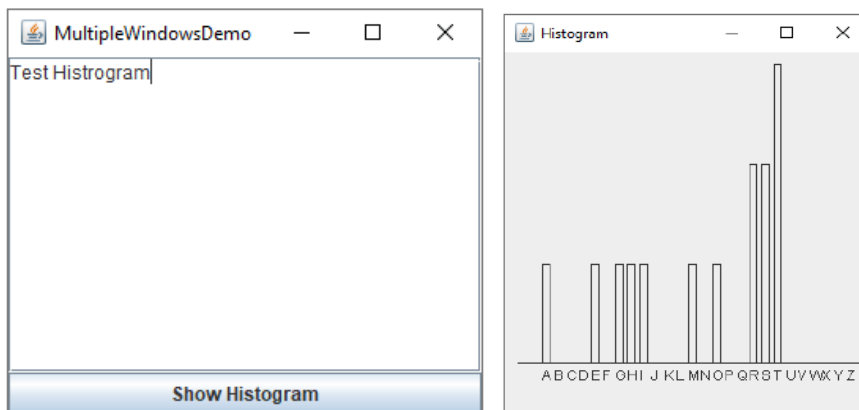 MultipleWindowsDemo
Test Histrogram
Show Histogram
Histogram
A B C D E F G H I J K L M N O P Q R S T U V W X Y Z